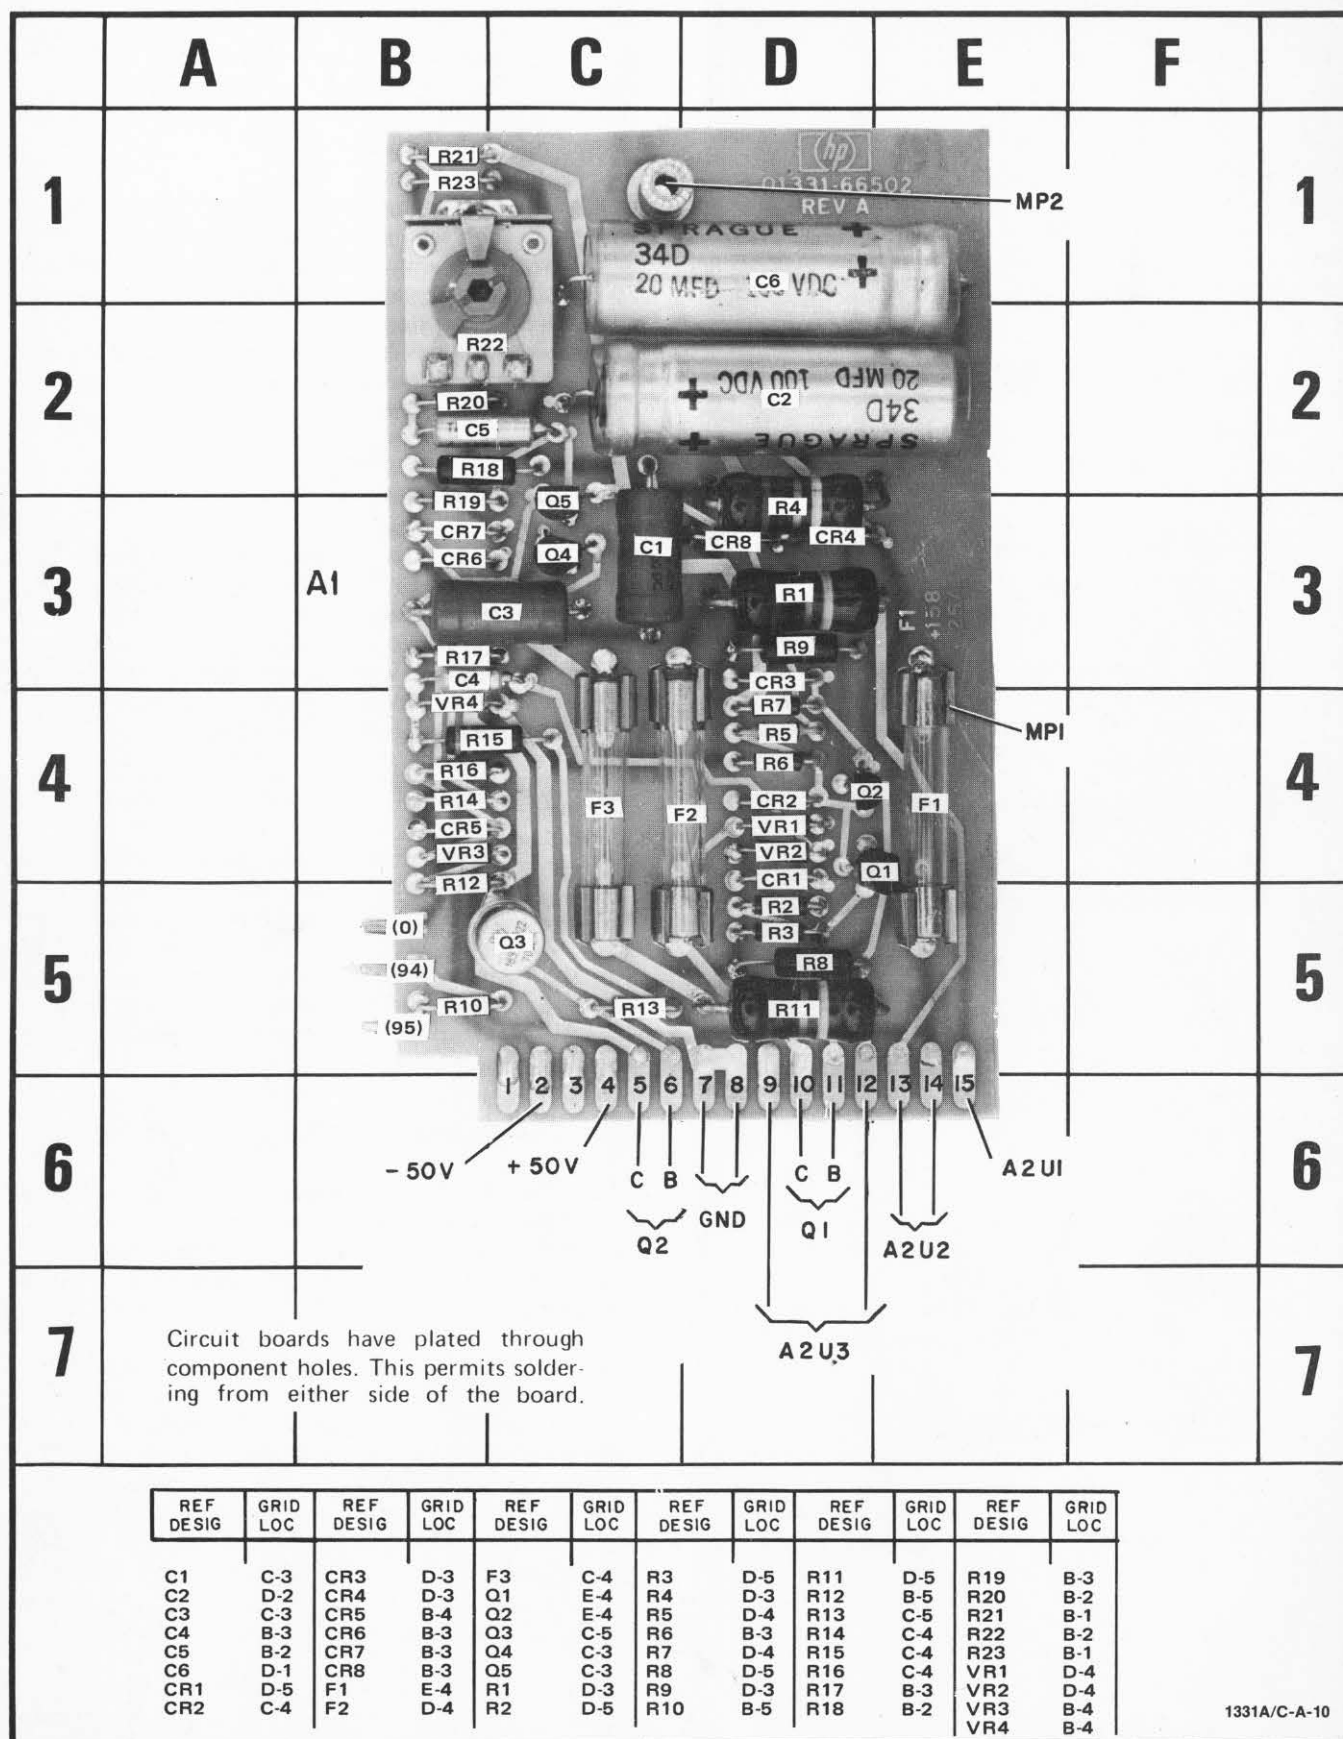 A B C D E F
1 1
2 2
3 3
4 4
5 5
6 6
7 7
hp
01331-66502
REV A
MP2
R21
R23
SPRAGUE
34D
20 MFD 100 VDC
C6
R22
20 MFD 100 VDC
C2
34D
SPRAGUE
R20
C5
R18
R19
Q5
R4
CR7
CR8
CR4
CR6
Q4
C1
A1
C3
R1
F1
+158
257
R17
R9
C4
CR3
VR4
R7
MP1
R15
R5
R16
R6
R14
F3
F2
CR2
Q2
F1
CR5
VR1
VR3
VR2
R12
CR1
Q1
(0)
R2
Q3
R3
(94)
R8
R10
R13
R11
(95)
1 2 3 4 5 6 7 8 9 10 11 12 13 14 15
- 50V
+ 50V
C B
GND
C B
A2U1
Q2
Q1
A2U2
A2U3
Circuit boards have plated through
component holes. This permits solder-
ing from either side of the board.
REF DESIG GRID LOC REF DESIG GRID LOC REF DESIG GRID LOC REF DESIG GRID LOC REF DESIG GRID LOC REF DESIG GRID LOC
C1 C-3 CR3 D-3 F3 C-4 R3 D-5 R11 D-5 R19 B-3
C2 D-2 CR4 D-3 Q1 E-4 R4 D-3 R12 B-5 R20 B-2
C3 C-3 CR5 B-4 Q2 E-4 R5 D-4 R13 C-5 R21 B-1
C4 B-3 CR6 B-3 Q3 C-5 R6 B-3 R14 C-4 R22 B-2
C5 B-2 CR7 B-3 Q4 C-3 R7 D-4 R15 C-4 R23 B-1
C6 D-1 CR8 B-3 Q5 C-3 R8 D-5 R16 C-4 VR1 D-4
CR1 D-5 F1 E-4 R1 D-3 R9 D-3 R17 B-3 VR2 D-4
CR2 C-4 F2 D-4 R2 D-5 R10 B-5 R18 B-2 VR3 B-4
VR4 B-4
1331A/C-A-10